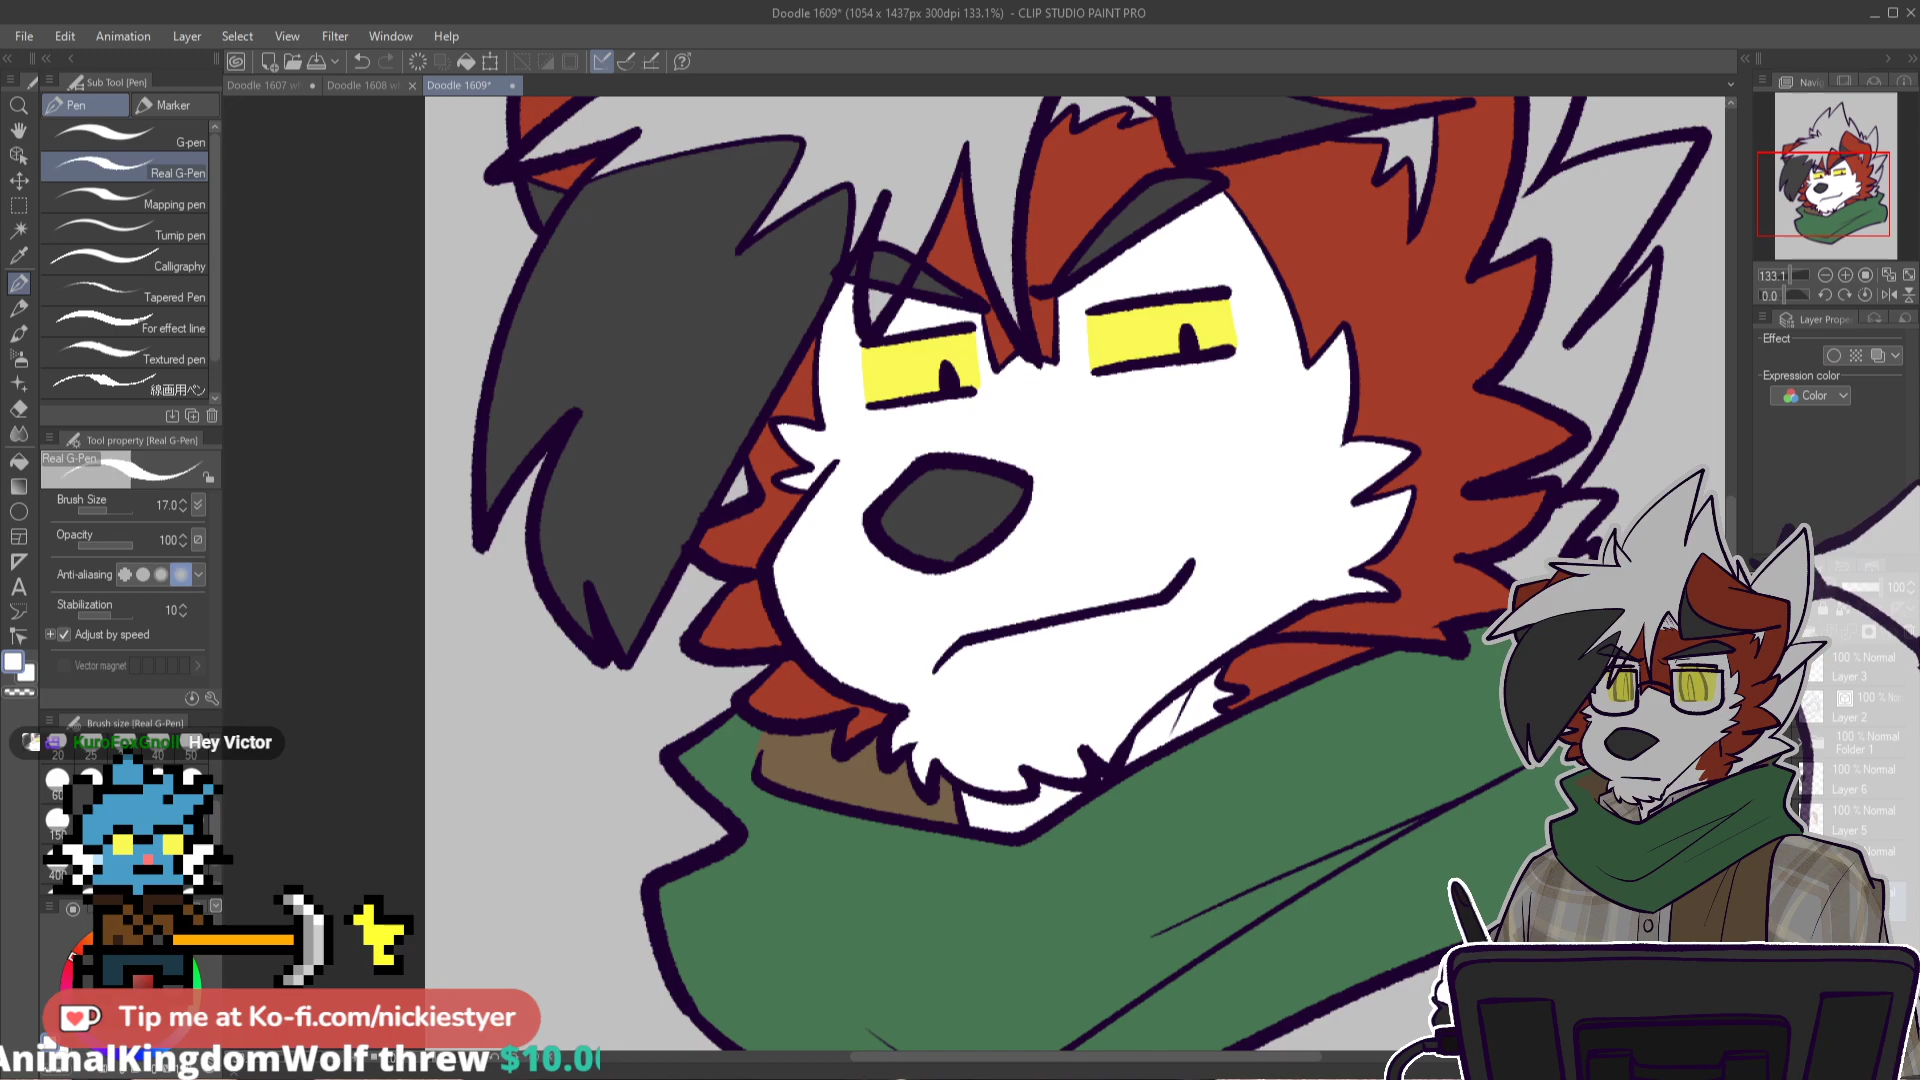 Doodle 1609* (1054 x 1437px 300dpi 133.1%) - CLIP STUDIO PAINT PRO
File Edit Animation Layer Select View Filter Window Help
Sub Tool [Pen]
Doodle 1607 Doodle 1608 Doodle 1609*
Pen Marker
G-pen
Real G-Pen
Mapping pen
Turnip pen
Calligraphy
Tapered Pen
For effect line
Textured pen
線画用ペン
Tool property [Real G-Pen]
Real G-Pen
Brush Size 17.0
Opacity 100
Anti-aliasing
Stabilization 10
Adjust by speed
Vector magnet
Brush size [Real G-Pen]
KuroFoxGnoll Hey Victor
20 25 40 50
Tip me at Ko-fi.com/nickiestyer
AnimalKingdomWolf threw $10.0
133.1
0.0
Layer Prope
Effect
Expression color
Color
100
100 % Normal
Layer 3
Layer 2
100 % Normal
Folder 1
100 % Normal
Layer 6
100 % Normal
Layer 5